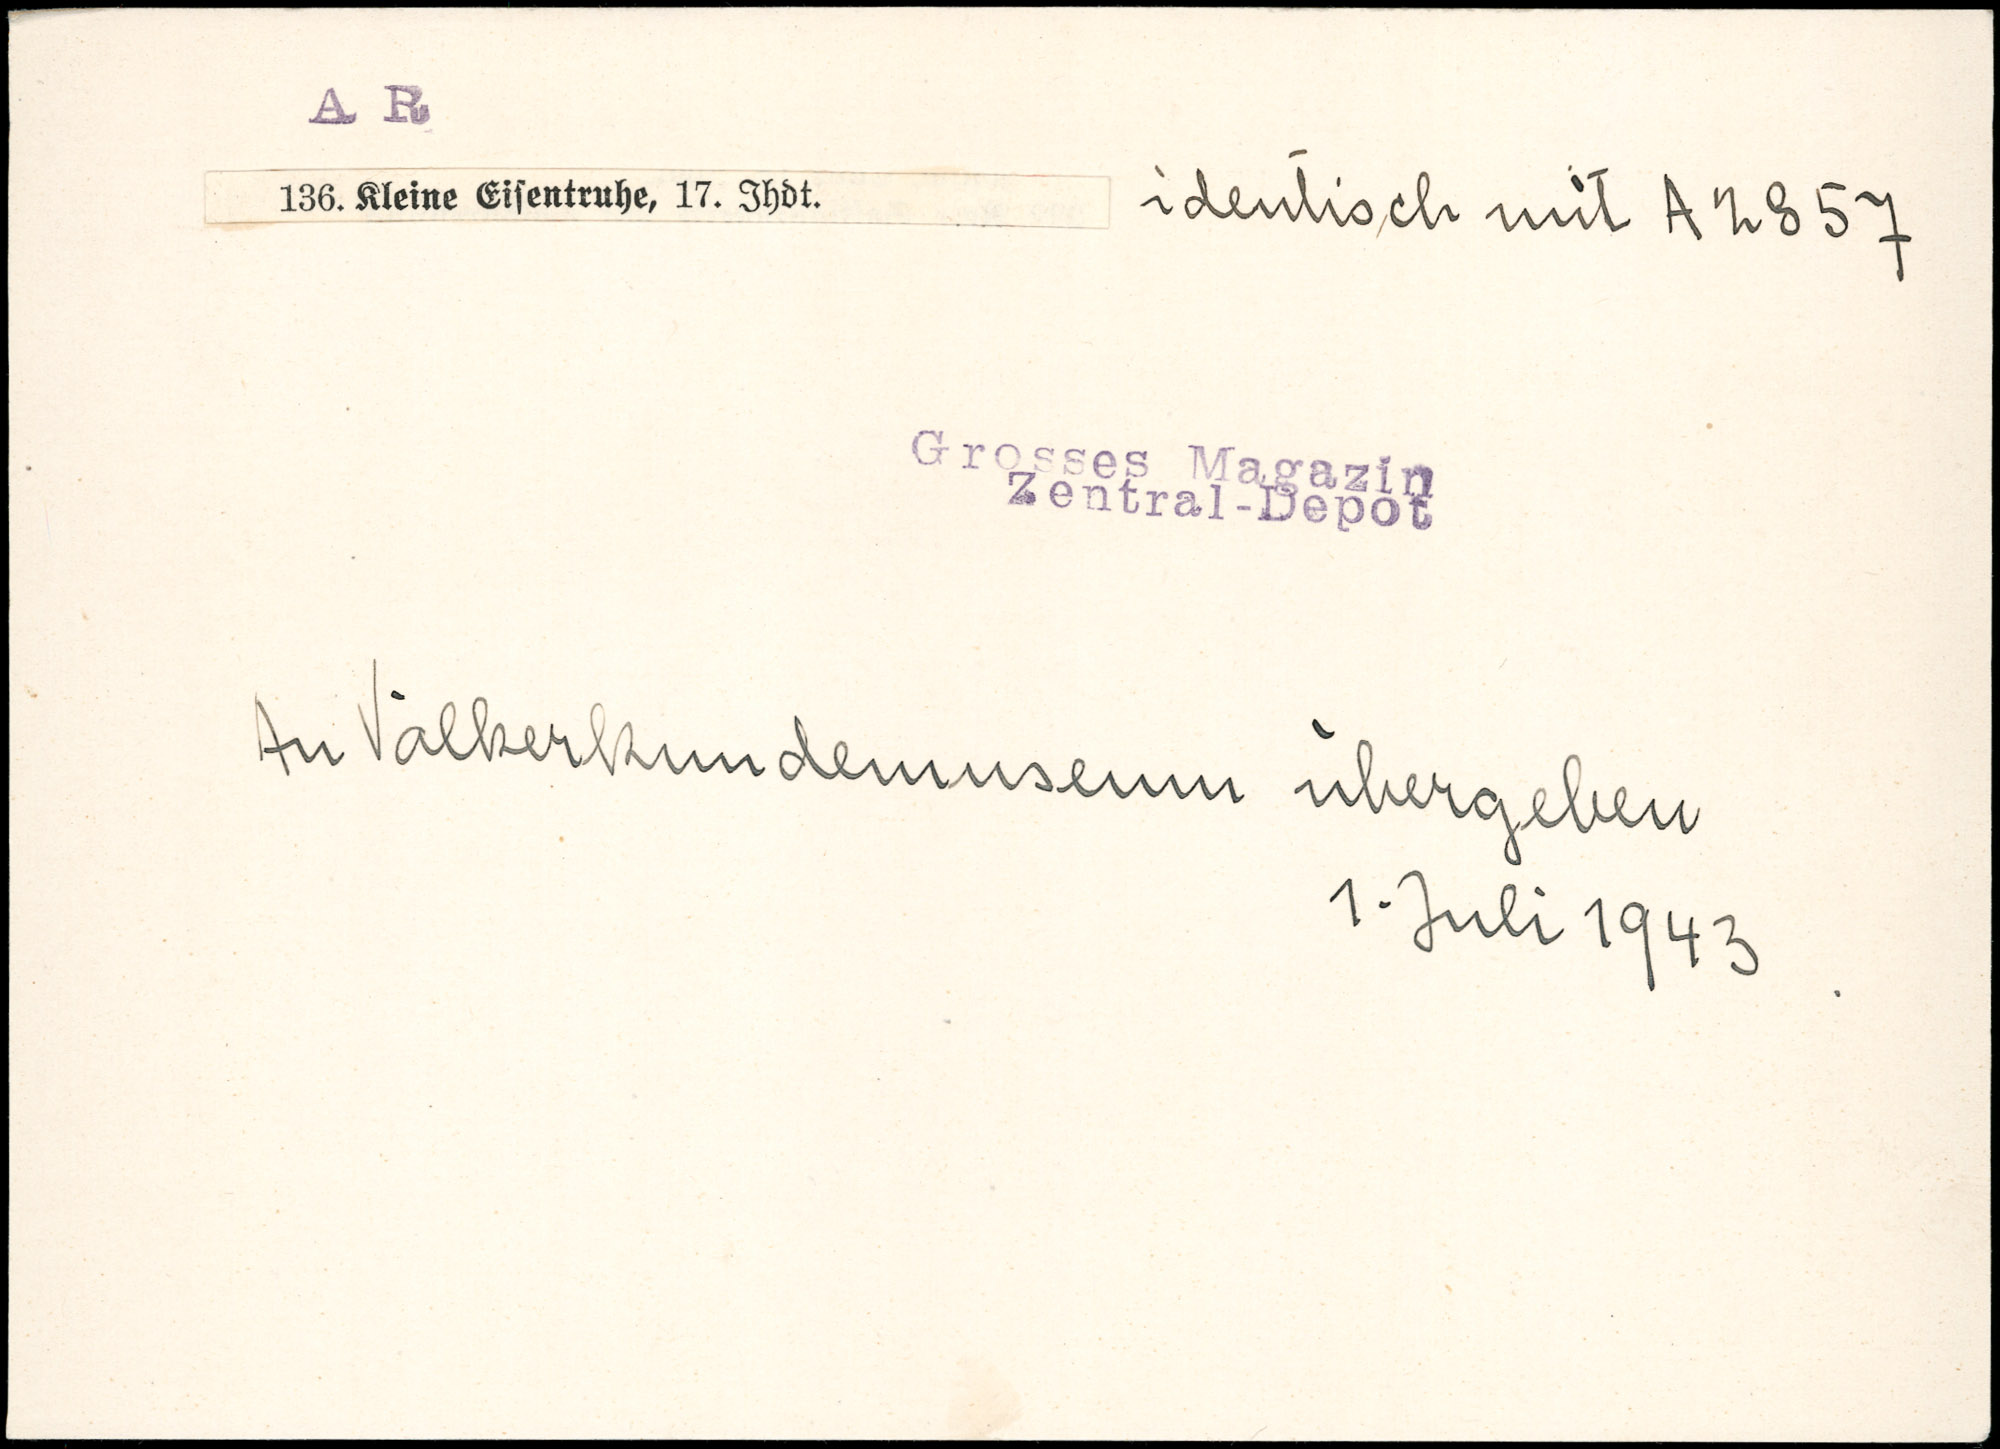 A R
136. Kleine Eiſentruhe, 17. Jhdt.
identisch mit A 2857
Grosses Magazin
Zentral-Depot
An Völkerkundemuseum übergeben
1. Juli 1943